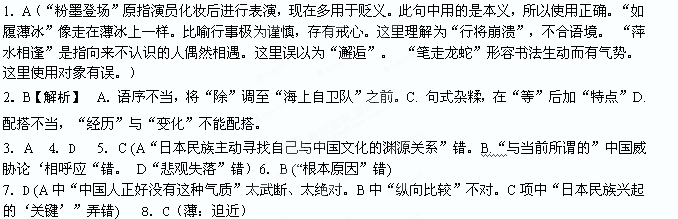 1．A（“粉墨登场”原指演员化妆后进行表演，现在多用于贬义。此句中用的是本义，所以使用正确。“如
履薄冰”像走在薄冰上一样。比喻行事极为谨慎，存有戒心。这里理解为“行将崩溃”，不合语境。 “萍
水相逢”是指向来不认识的人偶然相遇。这里误以为“邂逅”。 “笔走龙蛇”形容书法生动而有气势。
这里使用对象有误。）
2．B【解析】 A．语序不当，将“除”调至“海上自卫队”之前。C．句式杂糅，在“等”后加“特点”D．
配搭不当，“经历”与“变化”不能配搭。
3．A 4．D 5．C (A“日本民族主动寻找自己与中国文化的渊源关系”错。B.“与当前所谓的”中国威
胁论‘相呼应“错。 D“悲观失落”错）6．B (“根本原因”错)
7．D (A 中“中国人正好没有这种气质”太武断、太绝对。B 中“纵向比较”不对。C 项中“日本民族兴起
的‘关键’”弄错) 8．C（薄：迫近）